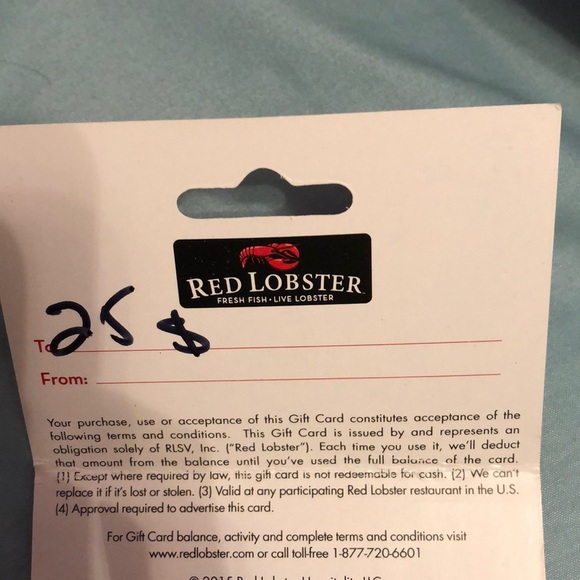 RED LOBSTER
FRESH FISH • LIVE LOBSTER
25 $
To
From:
Your purchase, use or acceptance of this Gift Card constitutes acceptance of the
following terms and conditions. This Gift Card is issued by and represents an
obligation solely of RLSV, Inc. ("Red Lobster"). Each time you use it, we'll deduct
that amount from the balance until you've used the full balance of the card.
(1) Except where required by law, this gift card is not redeemable for cash. (2) We can't
replace it if it's lost or stolen. (3) Valid at any participating Red Lobster restaurant in the U.S.
(4) Approval required to advertise this card.
For Gift Card balance, activity and complete terms and conditions visit
www.redlobster.com or call toll-free 1-877-720-6601
© 2015 Red Lobster Hospitality LLC